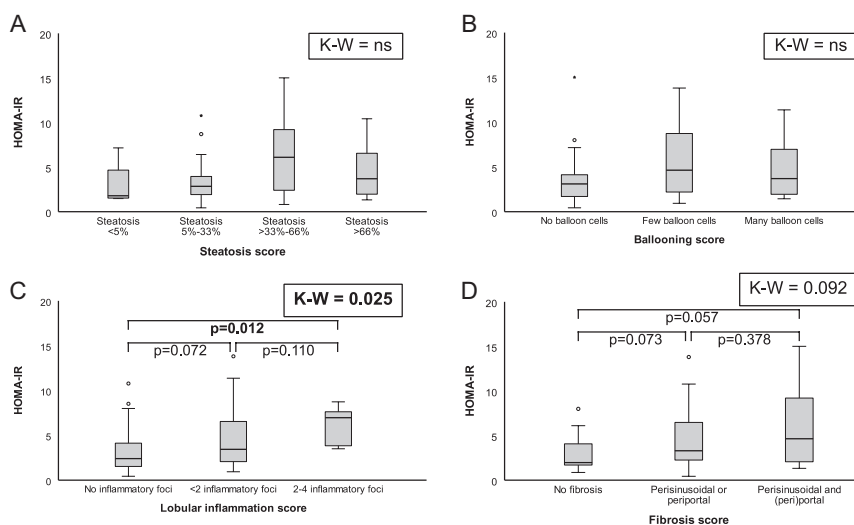 A
K-W = ns
20
15
10
5
0
HOMA-IR
Steatosis <5%
Steatosis 5%-33%
Steatosis >33%-66%
Steatosis >66%
Steatosis score
B
K-W = ns
20
15
10
5
0
HOMA-IR
No balloon cells
Few balloon cells
Many balloon cells
Ballooning score
C
K-W = 0.025
p=0.012
p=0.072
p=0.110
20
15
10
5
0
HOMA-IR
No inflammatory foci
<2 inflammatory foci
2-4 inflammatory foci
Lobular inflammation score
D
K-W = 0.092
p=0.057
p=0.073
p=0.378
20
15
10
5
0
HOMA-IR
No fibrosis
Perisinusoidal or periportal
Perisinusoidal and (peri)portal
Fibrosis score